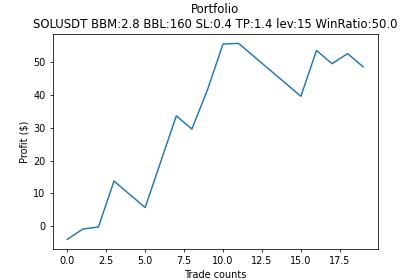 Portfolio
SOLUSDT BBM:2.8 BBL:160 SL:0.4 TP:1.4 lev:15 WinRatio:50.0
50
40
30
20
10
0
Profit ($)
0.0 2.5 5.0 7.5 10.0 12.5 15.0 17.5
Trade counts